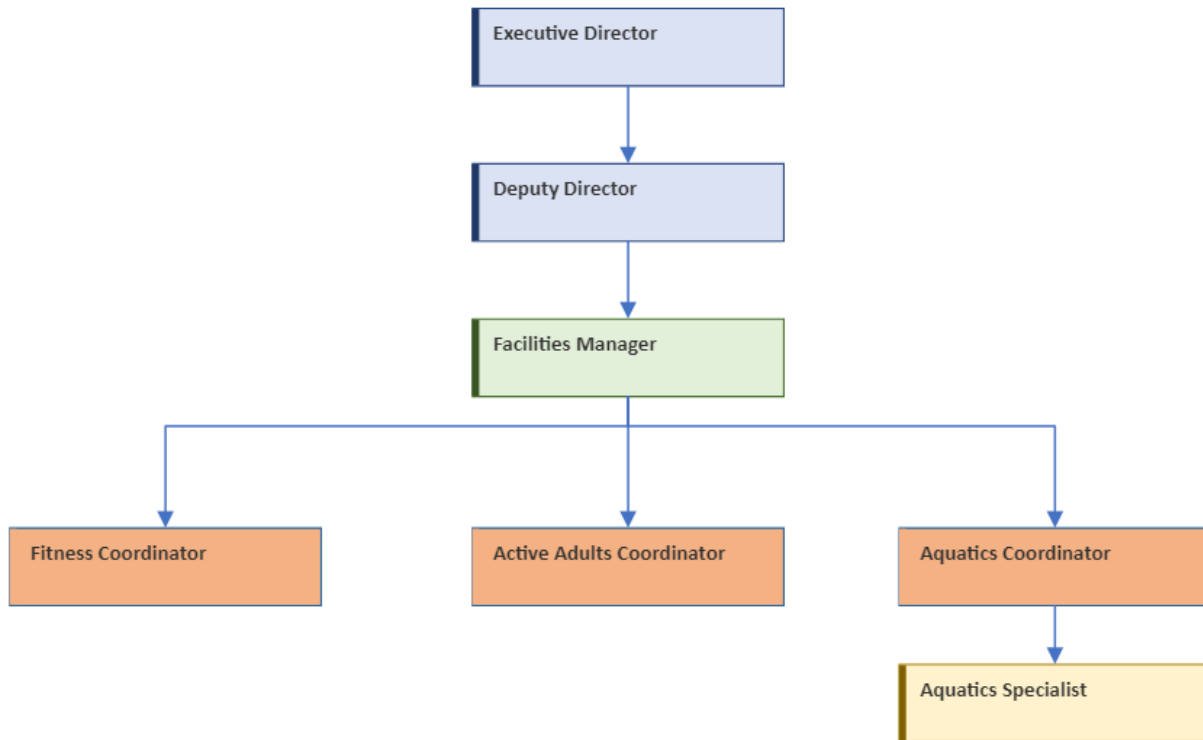 Executive Director
Deputy Director
Facilities Manager
Fitness Coordinator
Active Adults Coordinator
Aquatics Coordinator
Aquatics Specialist